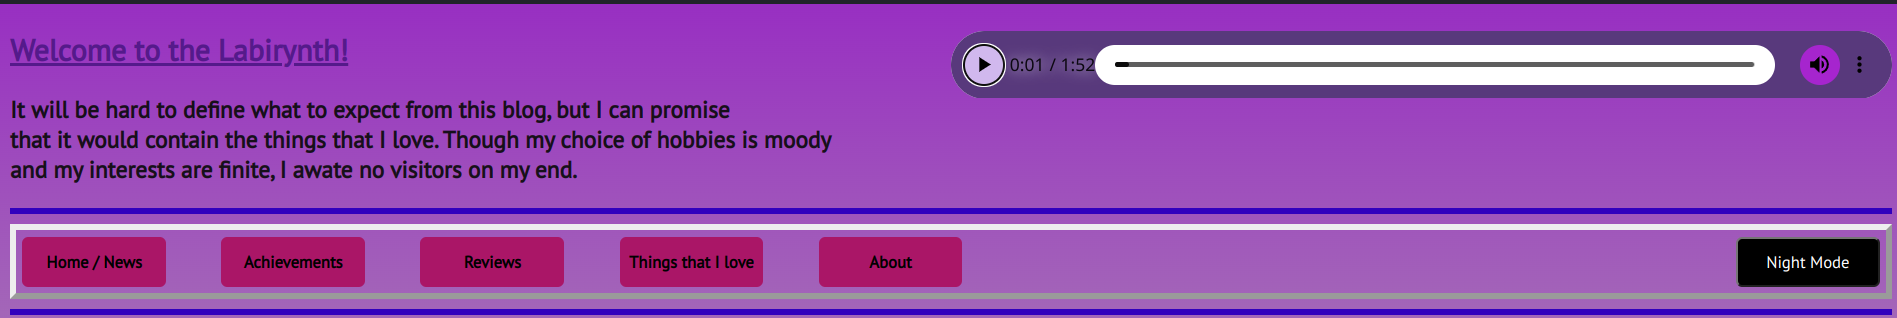 Welcome to the Labirynth!
0:01 / 1:52
It will be hard to define what to expect from this blog, but I can promise
that it would contain the things that I love. Though my choice of hobbies is moody
and my interests are finite, I awate no visitors on my end.
Home / News
Achievements
Reviews
Things that I love
About
Night Mode